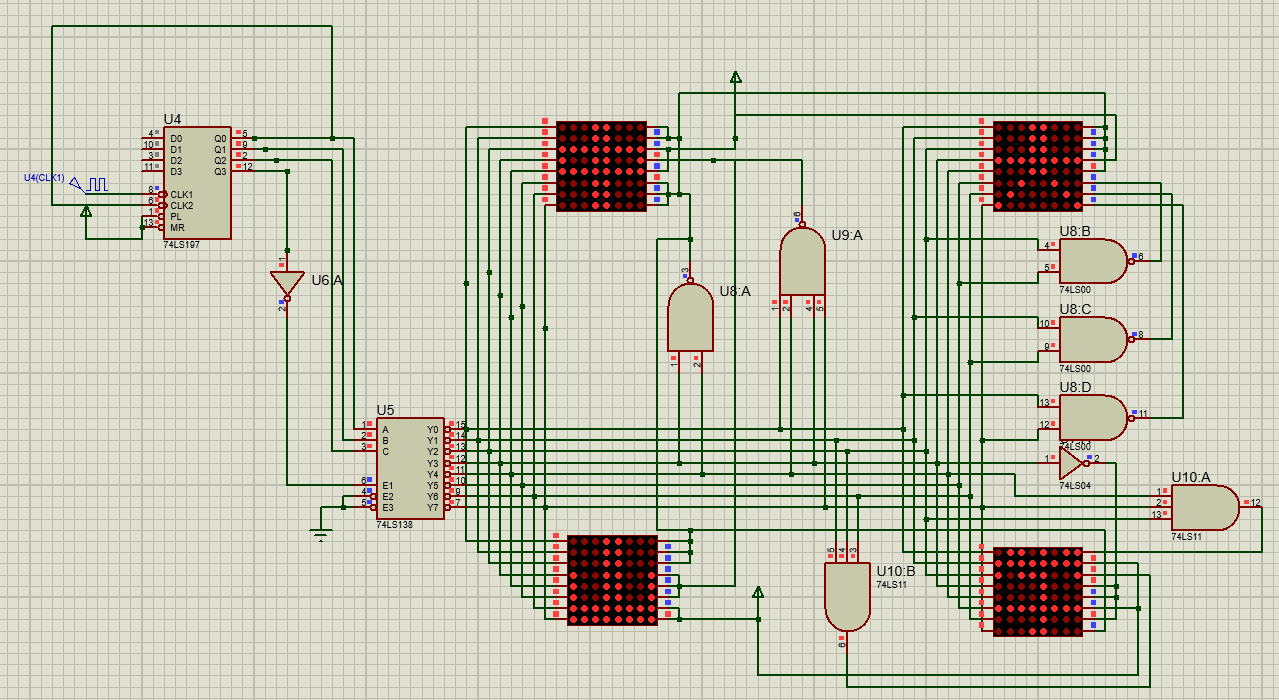 U4
4 D0 Q0 5
10 D1 Q1 9
3 D2 Q2 2
11 D3 Q3 12
U4(CLK1)
8 CLK1
6 CLK2
1 PL
13 MR
74LS197
1
U6:A
2
U9:A
6
1 2 4 5
U8:A
3
1 2
U8:B
4
5
6
74LS00
U8:C
10
9
8
74LS00
U8:D
13
12
11
74LS00
1 2
74LS04
U5
1 A Y0 15
2 B Y1 14
3 C Y2 13
Y3 12
Y4 11
6 E1 Y5 10
4 E2 Y6 9
5 E3 Y7 7
74LS138
U10:A
1
2
13
12
74LS11
5 4 3
U10:B
74LS11
6